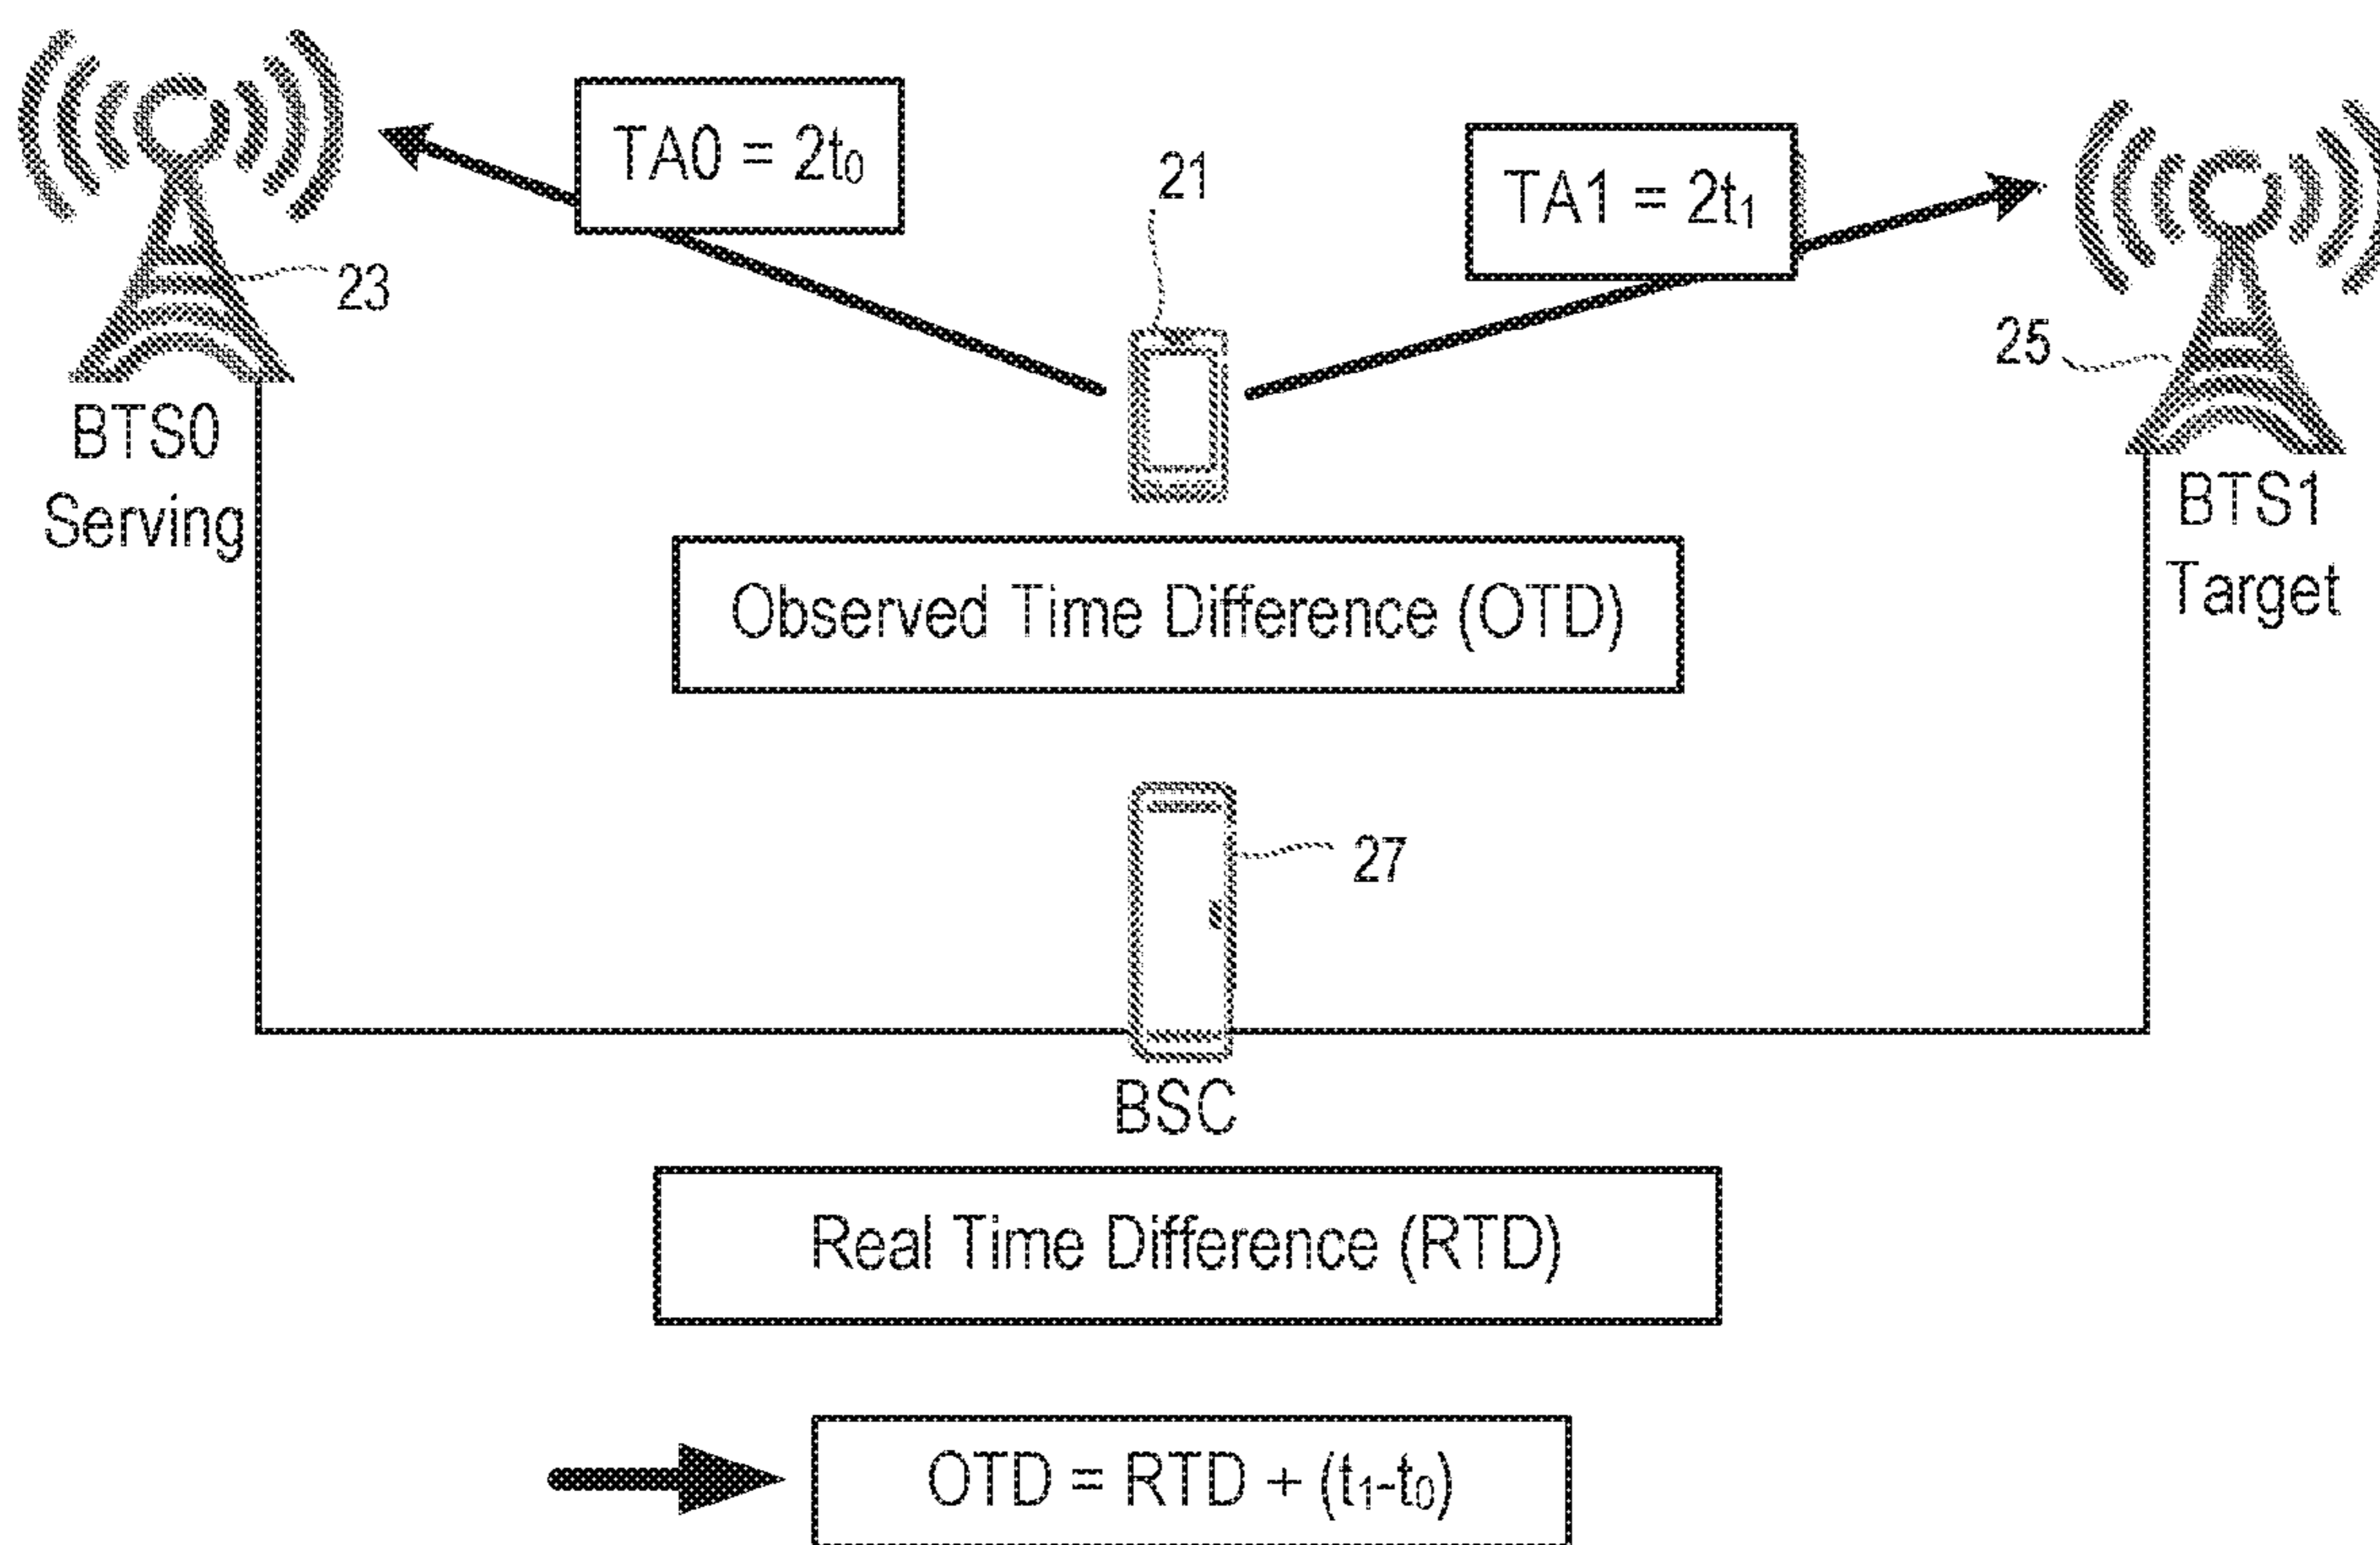 TA0 = 2t₀
21
TA1 = 2t₁
23
25
BTS0
Serving
BTS1
Target
Observed Time Difference (OTD)
27
BSC
Real Time Difference (RTD)
OTD = RTD + (t₁-t₀)